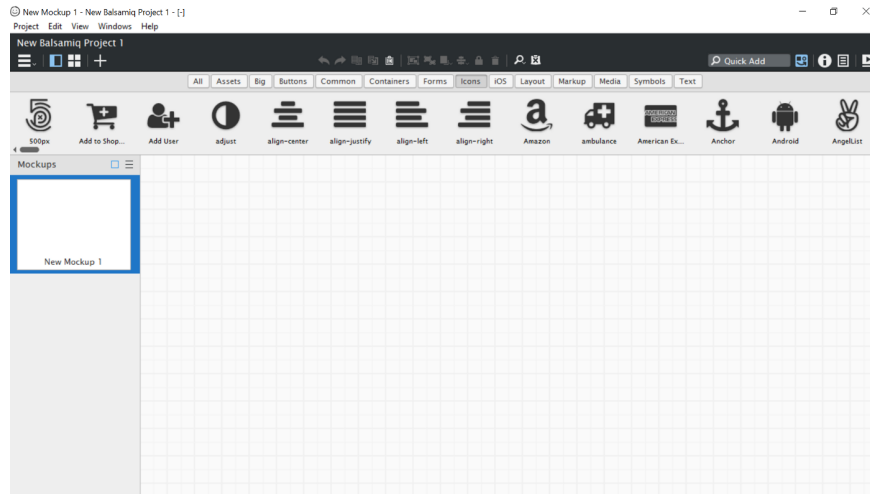 New Mockup 1 - New Balsamiq Project 1 - [-]
Project Edit View Windows Help
New Balsamiq Project 1
Quick Add
All Assets Big Buttons Common Containers Forms Icons iOS Layout Markup Media Symbols Text
500px Add to Shop... Add User adjust align-center align-justify align-left align-right Amazon ambulance American Ex... Anchor Android AngelList
AMERICAN
EXPRESS
Mockups
New Mockup 1